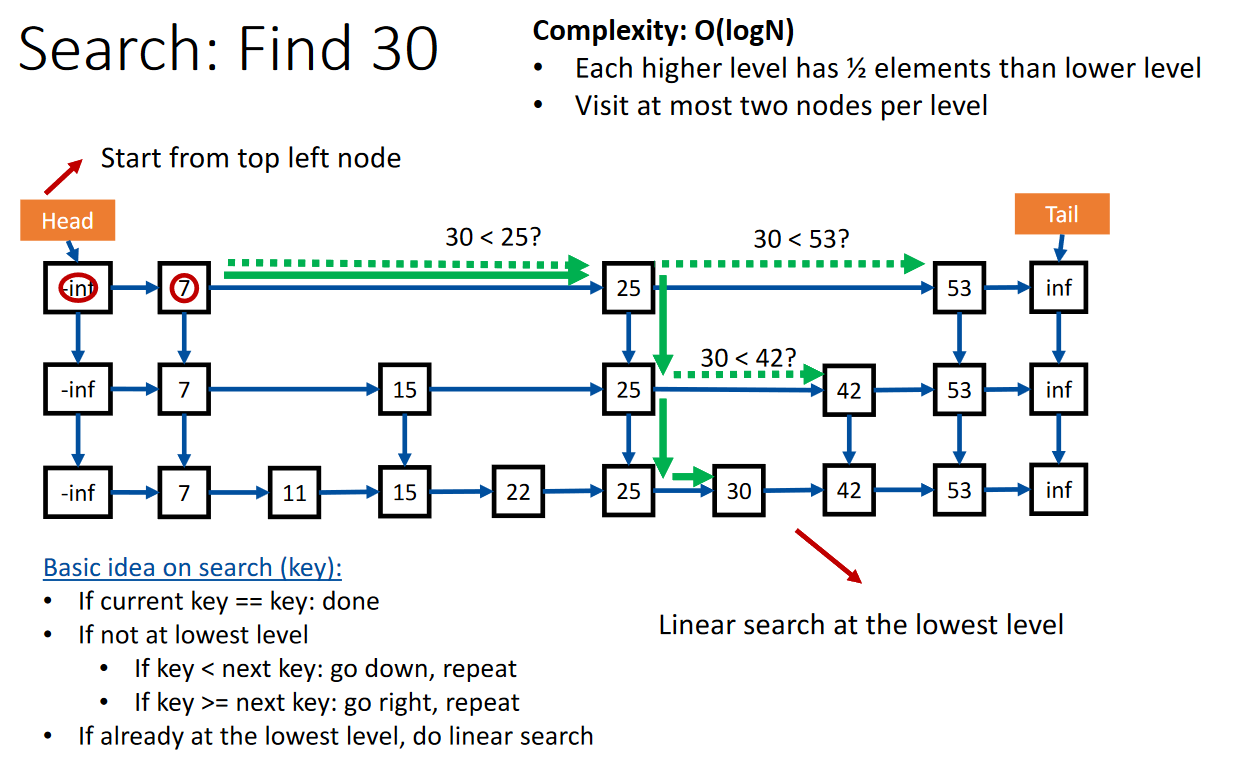 Search: Find 30
Complexity: O(logN)
• Each higher level has ½ elements than lower level
• Visit at most two nodes per level
Start from top left node
Head
Tail
30 < 25?
30 < 53?
-inf 7 25 53 inf
30 < 42?
-inf 7 15 25 42 53 inf
-inf 7 11 15 22 25 30 42 53 inf
Basic idea on search (key):
• If current key == key: done
• If not at lowest level
• If key < next key: go down, repeat
• If key >= next key: go right, repeat
• If already at the lowest level, do linear search
Linear search at the lowest level